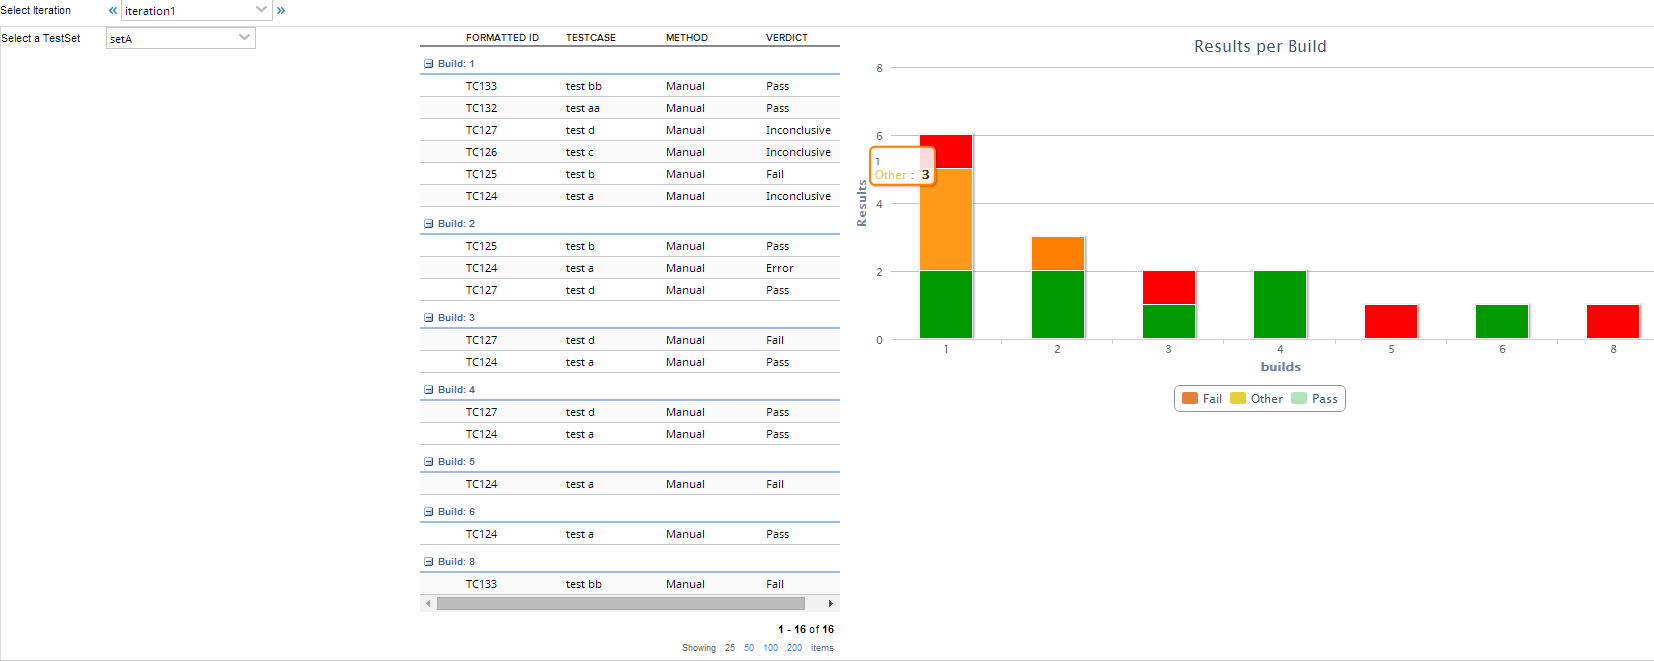 Select Iteration « iteration1 »
Select a TestSet setA
FORMATTED ID TESTCASE METHOD VERDICT
Build: 1
TC133 test bb Manual Pass
TC132 test aa Manual Pass
TC127 test d Manual Inconclusive
TC126 test c Manual Inconclusive
TC125 test b Manual Fail
TC124 test a Manual Inconclusive
Build: 2
TC125 test b Manual Pass
TC124 test a Manual Error
TC127 test d Manual Pass
Build: 3
TC127 test d Manual Fail
TC124 test a Manual Pass
Build: 4
TC127 test d Manual Pass
TC124 test a Manual Pass
Build: 5
TC124 test a Manual Fail
Build: 6
TC124 test a Manual Pass
Build: 8
TC133 test bb Manual Fail
1 - 16 of 16
Showing 25 50 100 200 items
Results per Build
8
6
4
2
0
Results
1
Other : 3
1 2 3 4 5 6 8
builds
Fail Other Pass